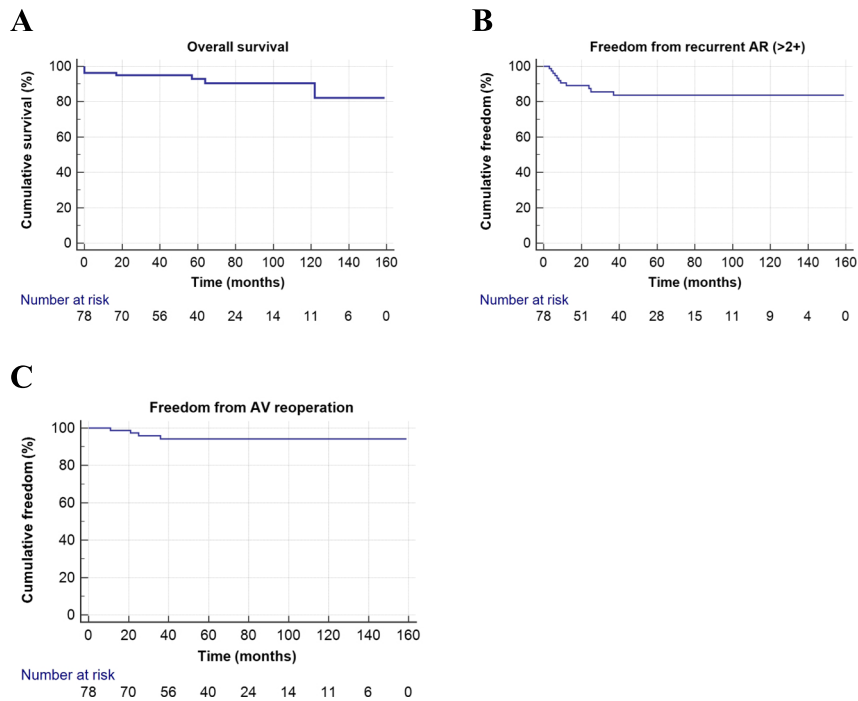 A
Overall survival
Cumulative survival (%)
100
80
60
40
20
0
0 20 40 60 80 100 120 140 160
Time (months)
Number at risk
78 70 56 40 24 14 11 6 0
B
Freedom from recurrent AR (>2+)
Cumulative freedom (%)
100
80
60
40
20
0
0 20 40 60 80 100 120 140 160
Time (months)
Number at risk
78 51 40 28 15 11 9 4 0
C
Freedom from AV reoperation
Cumulative freedom (%)
100
80
60
40
20
0
0 20 40 60 80 100 120 140 160
Time (months)
Number at risk
78 70 56 40 24 14 11 6 0